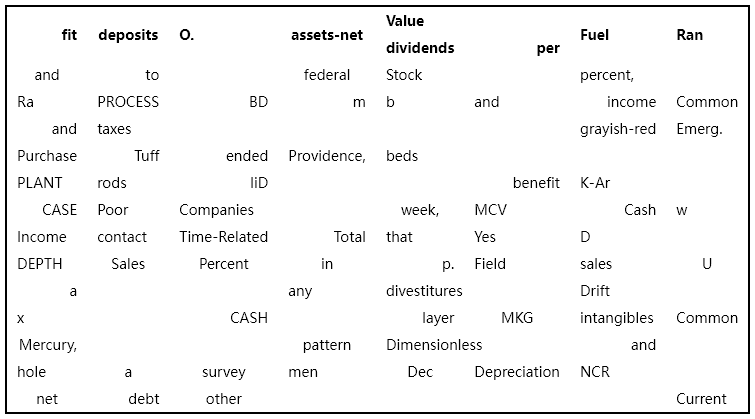 fit deposits O. assets-net Value dividends per Fuel Ran
and to federal Stock percent,
Ra PROCESS BD m b and income Common
and taxes grayish-red Emerg.
Purchase Tuff ended Providence, beds
PLANT rods liD benefit K-Ar
CASE Poor Companies week, MCV Cash w
Income contact Time-Related Total that Yes D
DEPTH Sales Percent in p. Field sales U
a any divestitures Drift
x CASH layer MKG intangibles Common
Mercury, pattern Dimensionless and
hole a survey men Dec Depreciation NCR
net debt other Current